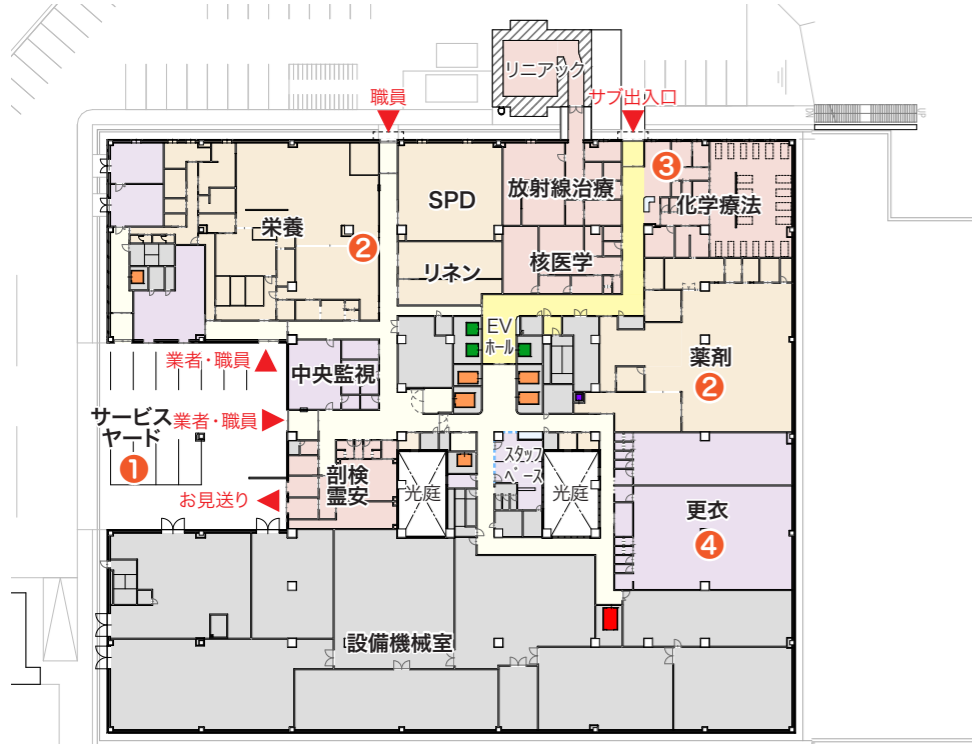 リニアック
職員
サブ出入口
❸
SPD
放射線治療
化学療法
栄養
❷
リネン
核医学
EV
ホール
業者・職員
中央監視
薬剤
❷
サービス
ヤード
業者・職員
❶
剖検
霊安
スタッフ
スペース
お見送り
光庭
光庭
更衣
❹
設備機械室